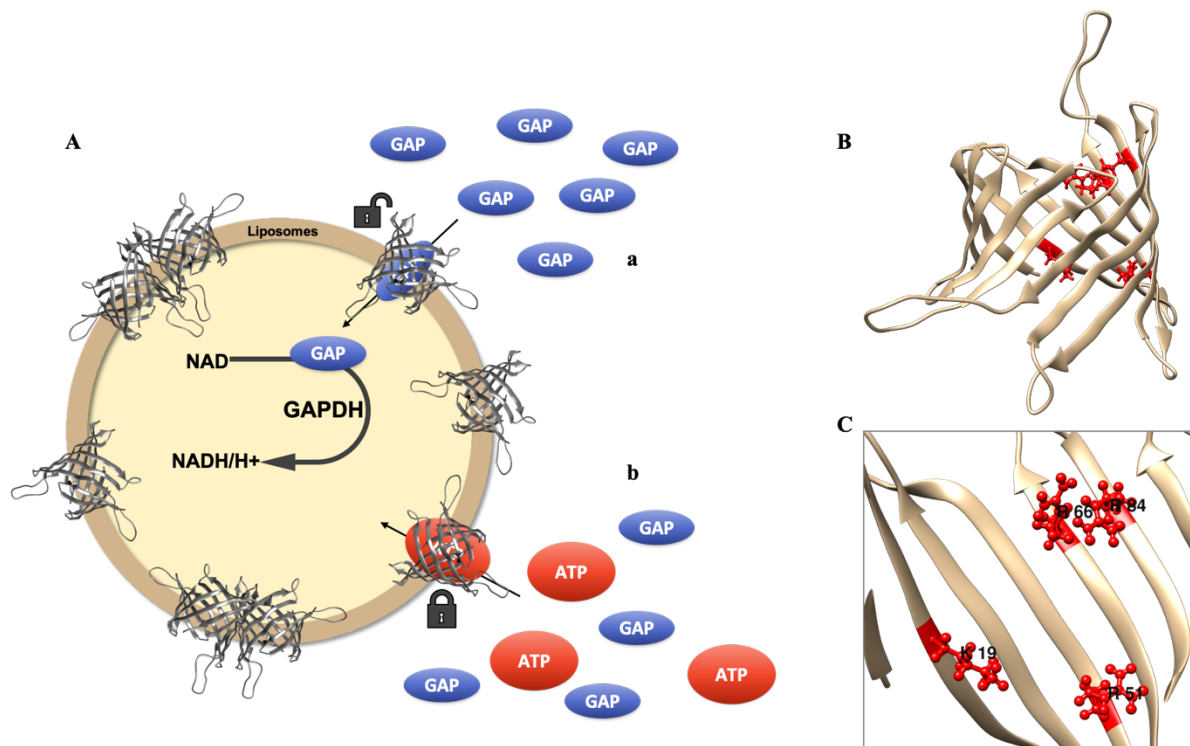 A
GAP
GAP
GAP
GAP
GAP
GAP
a
Liposomes
NAD
GAP
GAPDH
NADH/H+
b
GAP
ATP
GAP
ATP
ATP
GAP
GAP
B
C
R 66
R 84
K 19
R 51